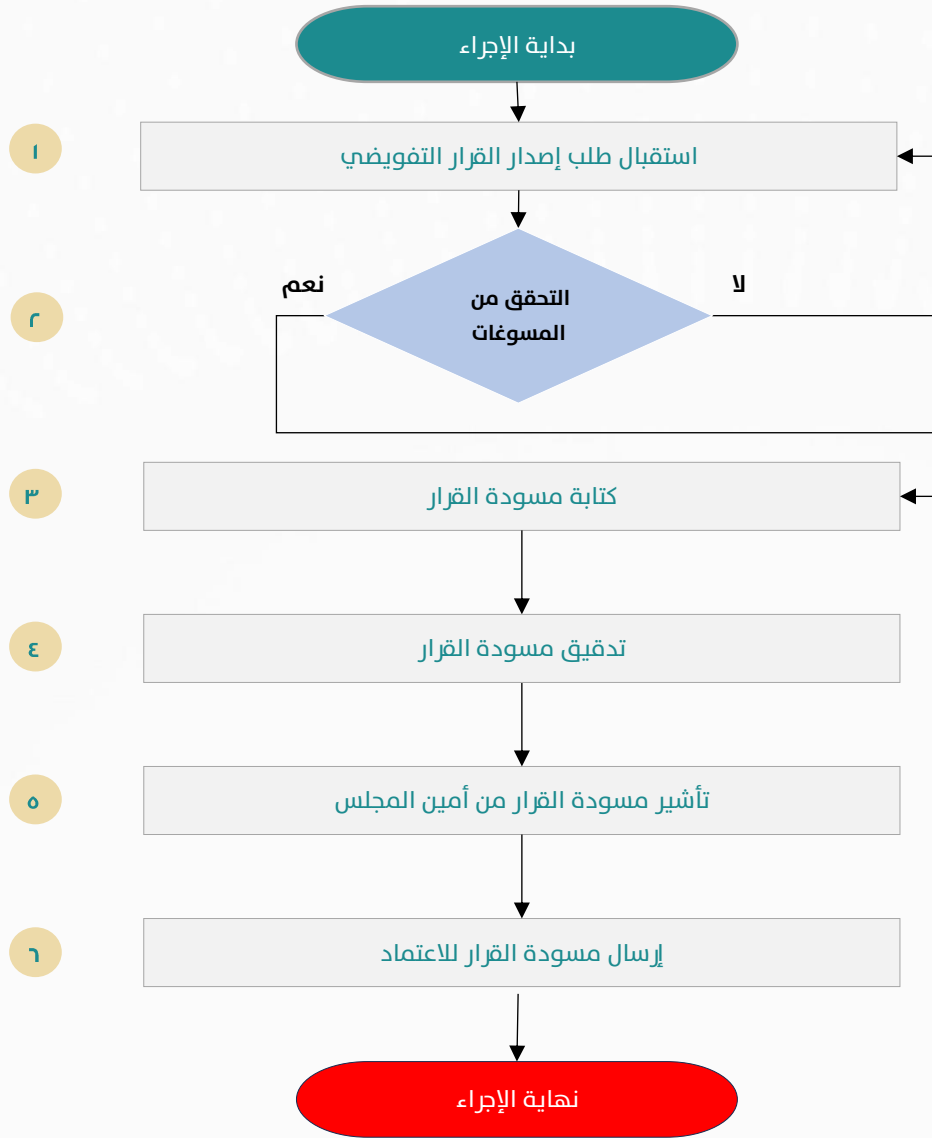 بداية الإجراء
١
استقبال طلب إصدار القرار التفويضي
نعم
لا
٢
التحقق من
المسوغات
٣
كتابة مسودة القرار
٤
تدقيق مسودة القرار
٥
تأشير مسودة القرار من أمين المجلس
٦
إرسال مسودة القرار للاعتماد
نهاية الإجراء